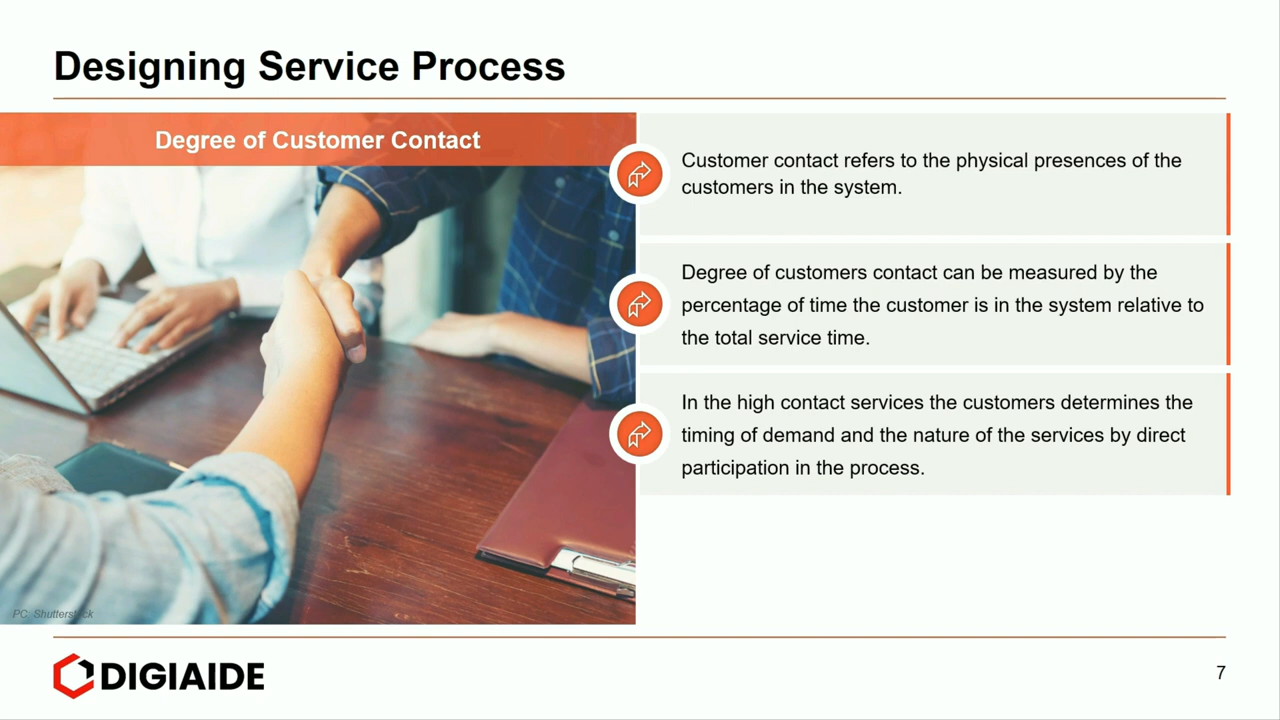 Designing Service Process
Degree of Customer Contact
Customer contact refers to the physical presences of the
customers in the system.
Degree of customers contact can be measured by the
percentage of time the customer is in the system relative to
the total service time.
In the high contact services the customers determines the
timing of demand and the nature of the services by direct
participation in the process.
PC: Shutterstock
DIGIAIDE
7